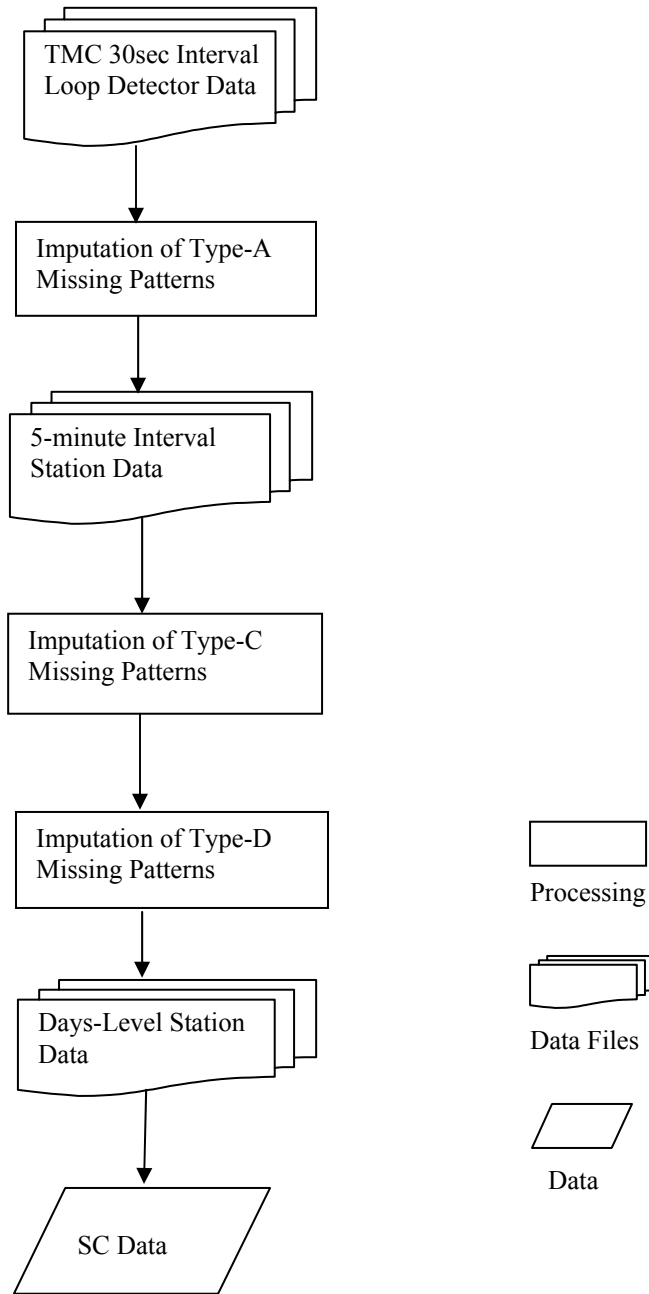 TMC 30sec Interval
Loop Detector Data
Imputation of Type-A
Missing Patterns
5-minute Interval
Station Data
Imputation of Type-C
Missing Patterns
Imputation of Type-D
Missing Patterns
Days-Level Station
Data
SC Data
Processing
Data Files
Data